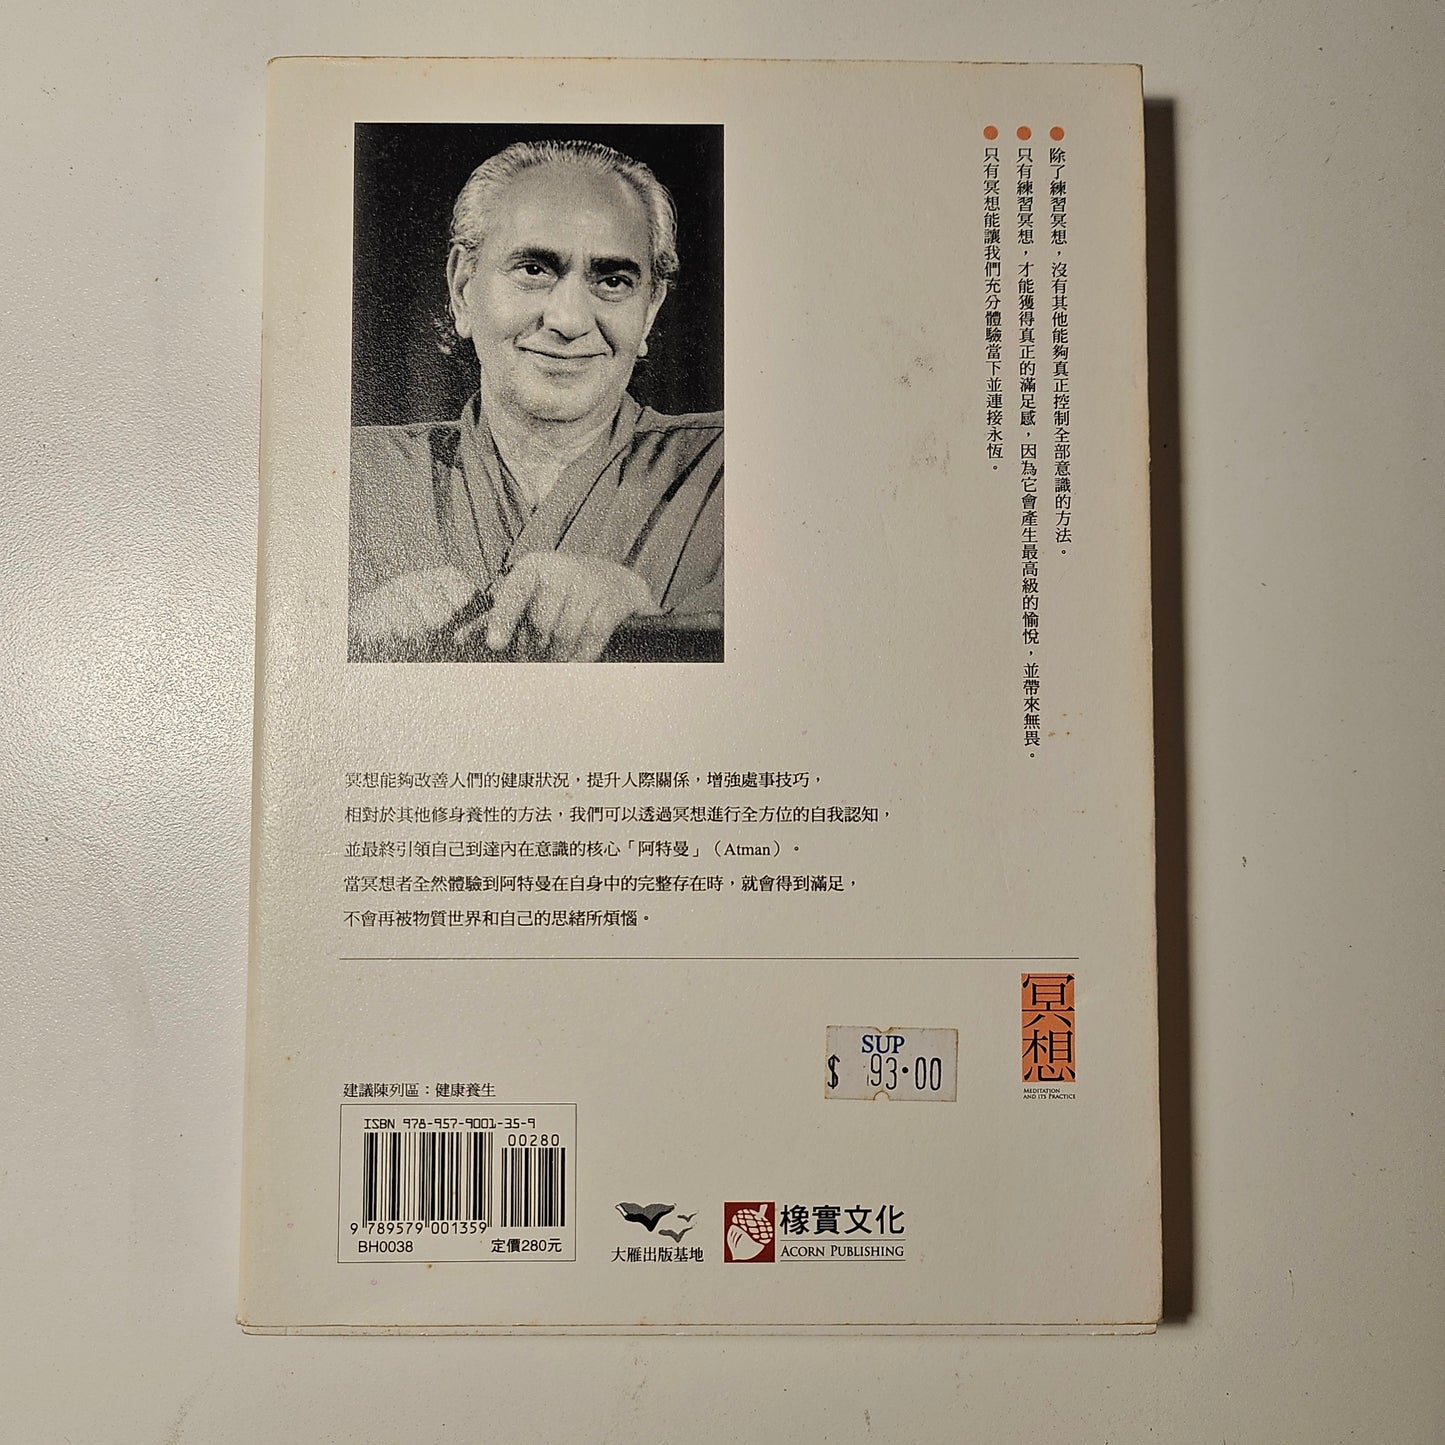 除了練習冥想，沒有其他能夠真正控制全部意識的方法。
只有練習冥想，才能獲得真正的滿足感，因為它會產生最高級的愉悅，並帶來無畏。
只有冥想能讓我們充分體驗當下並連接永恆。
冥想能夠改善人們的健康狀況，提升人際關係，增強處事技巧，
相對於其他修身養性的方法，我們可以透過冥想進行全方位的自我認知，
並最終引領自己到達內在意識的核心「阿特曼」（Atman）。
當冥想者全然體驗到阿特曼在自身中的完整存在時，就會得到滿足，
不會再被物質世界和自己的思緒所煩惱。
冥想
MEDITATION
AND ITS PRACTICE
SUP
$ 93.00
建議陳列區：健康養生
ISBN 978-957-9001-35-9
00280
9 789579 001359
BH0038 定價280元
大雁出版基地
橡實文化
ACORN PUBLISHING